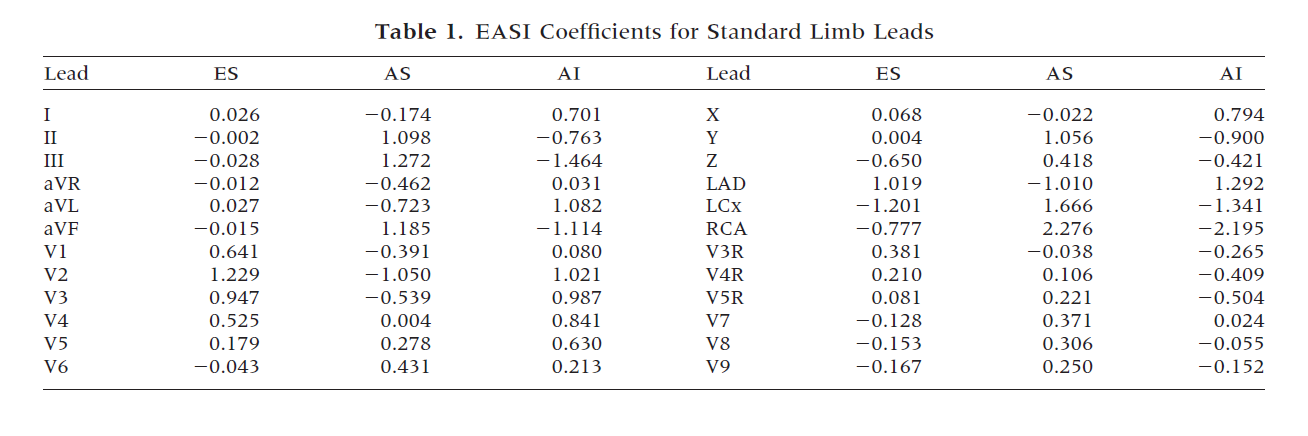 Table 1. EASI Coefficients for Standard Limb Leads
Lead ES AS AI Lead ES AS AI
I 0.026 −0.174 0.701 X 0.068 −0.022 0.794
II −0.002 1.098 −0.763 Y 0.004 1.056 −0.900
III −0.028 1.272 −1.464 Z −0.650 0.418 −0.421
aVR −0.012 −0.462 0.031 LAD 1.019 −1.010 1.292
aVL 0.027 −0.723 1.082 LCx −1.201 1.666 −1.341
aVF −0.015 1.185 −1.114 RCA −0.777 2.276 −2.195
V1 0.641 −0.391 0.080 V3R 0.381 −0.038 −0.265
V2 1.229 −1.050 1.021 V4R 0.210 0.106 −0.409
V3 0.947 −0.539 0.987 V5R 0.081 0.221 −0.504
V4 0.525 0.004 0.841 V7 −0.128 0.371 0.024
V5 0.179 0.278 0.630 V8 −0.153 0.306 −0.055
V6 −0.043 0.431 0.213 V9 −0.167 0.250 −0.152